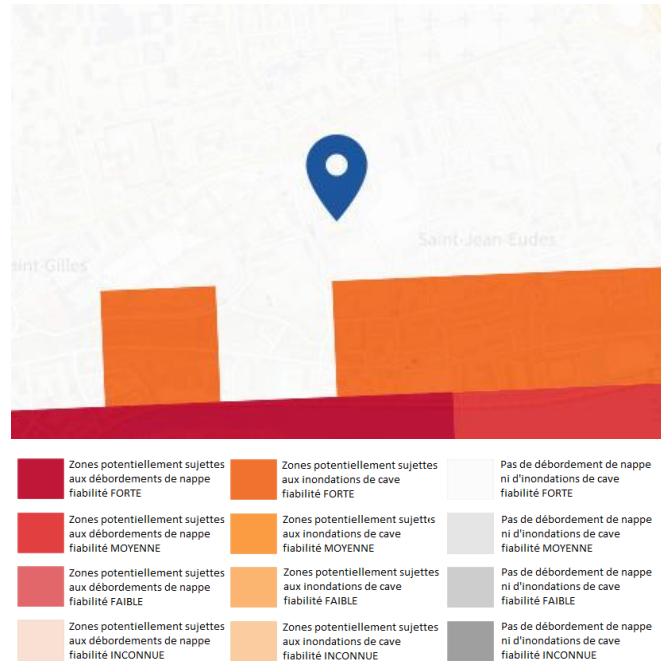 Saint-Jean-Eudes
aint-Gilles
Zones potentiellement sujettes
aux débordements de nappe
fiabilité FORTE
Zones potentiellement sujettes
aux inondations de cave
fiabilité FORTE
Pas de débordement de nappe
ni d'inondations de cave
fiabilité FORTE
Zones potentiellement sujettes
aux débordements de nappe
fiabilité MOYENNE
Zones potentiellement sujettis
aux inondations de cave
fiabilité MOYENNE
Pas de débordement de nappe
ni d'inondations de cave
fiabilité MOYENNE
Zones potentiellement sujettes
aux débordements de nappe
fiabilité FAIBLE
Zones potentiellement sujettes
aux inondations de cave
fiabilité FAIBLE
Pas de débordement de nappe
ni d'inondations de cave
fiabilité FAIBLE
Zones potentiellement sujettes
aux débordements de nappe
fiabilité INCONNUE
Zones potentiellement sujettes
aux inondations de cave
fiabilité INCONNUE
Pas de débordement de nappe
ni d'inondations de cave
fiabilité INCONNUE